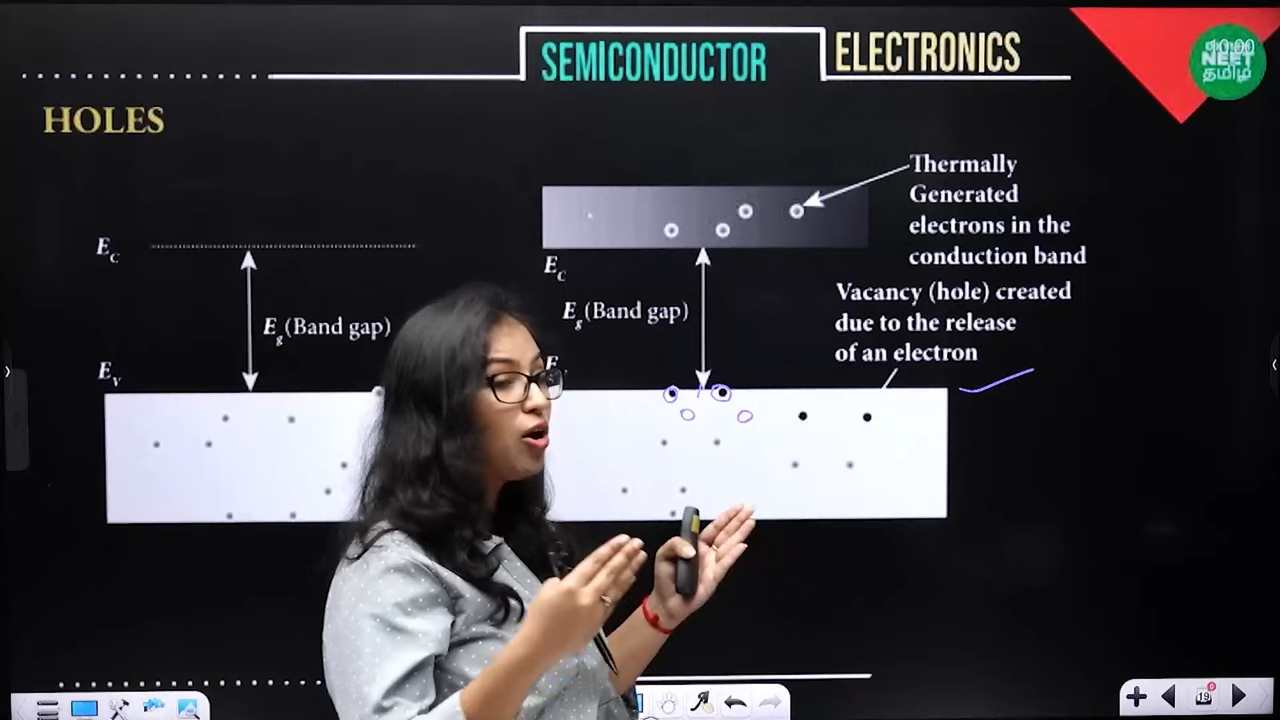 SEMICONDUCTOR
ELECTRONICS
NEET
தமிழ்
HOLES
Thermally
Generated
electrons in the
conduction band
E_C
E_C
Vacancy (hole) created
due to the release
of an electron
E_g (Band gap)
E_g (Band gap)
E_V
19